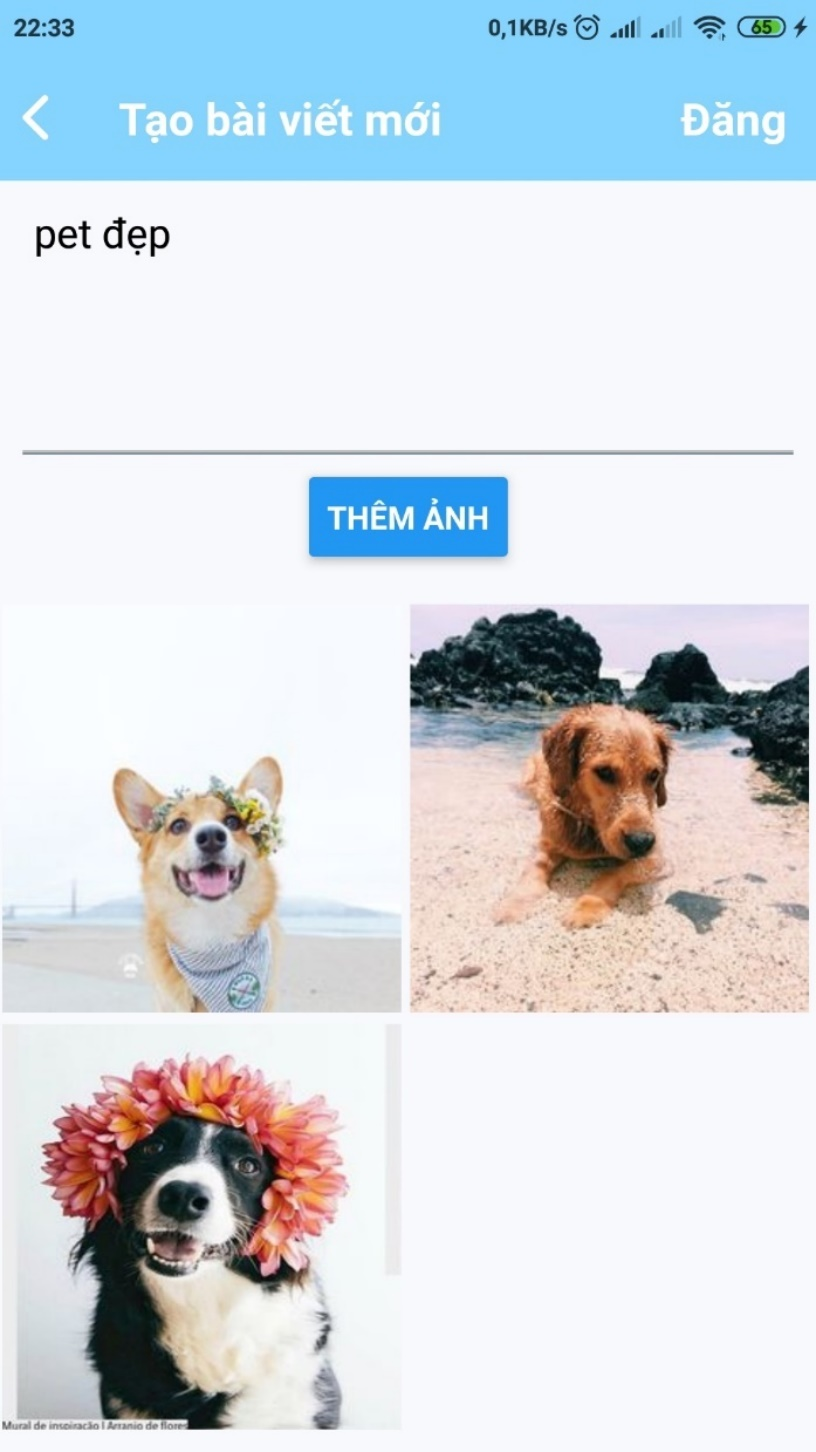 22:33 0,1KB/s 65
Tạo bài viết mới Đăng
pet đẹp
THÊM ẢNH
Mural de inspiração | Arranjo de flores